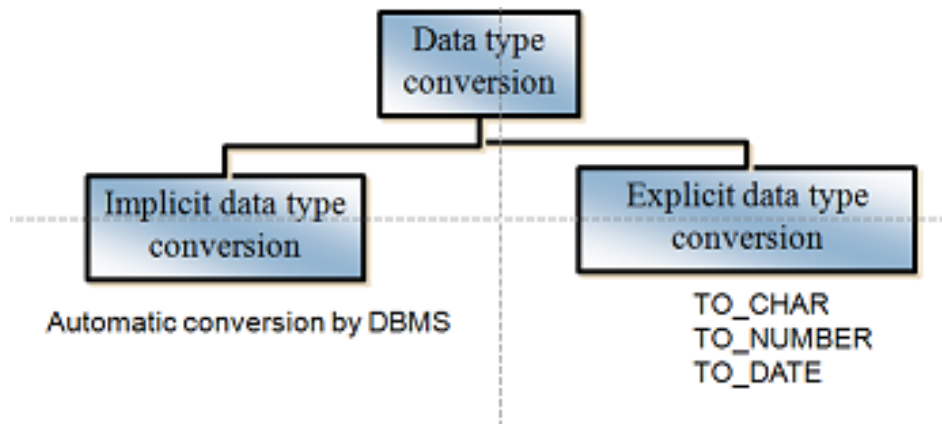 Data type
conversion
Implicit data type
conversion
Automatic conversion by DBMS
Explicit data type
conversion
TO_CHAR
TO_NUMBER
TO_DATE